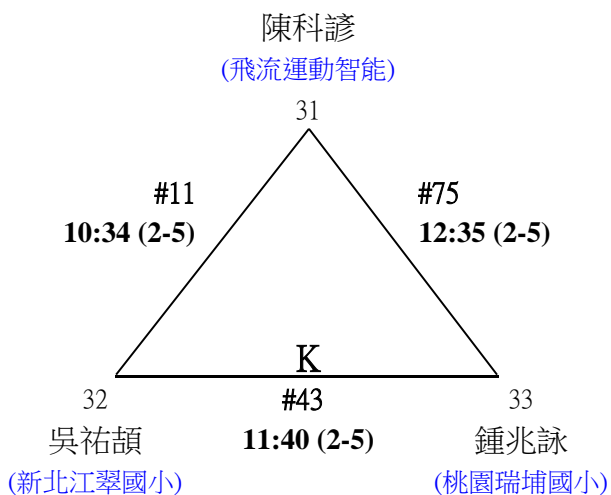 陳科諺
(飛流運動智能)
31
#11
#75
10:34 (2-5)
12:35 (2-5)
K
32
#43
33
吳祐頡
11:40 (2-5)
鍾兆詠
(新北江翠國小)
(桃園瑞埔國小)